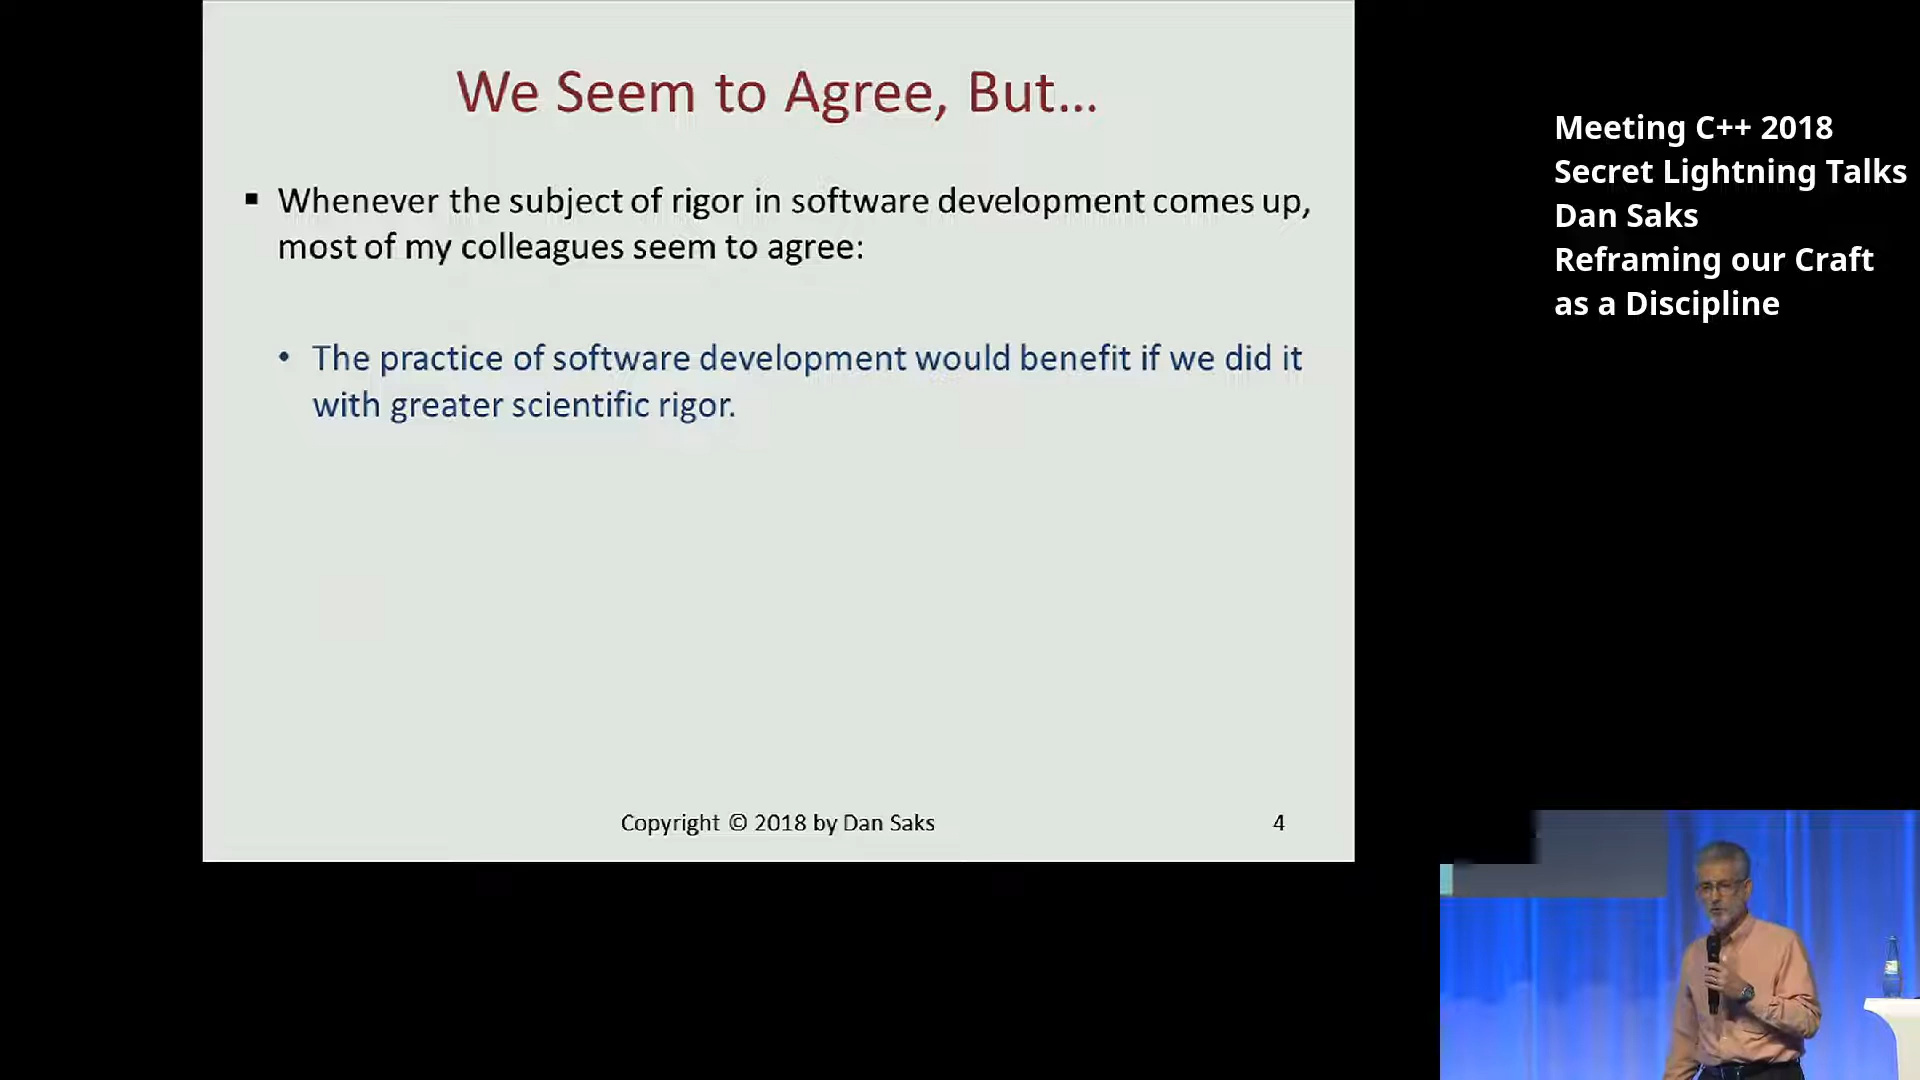 We Seem to Agree, But...
▪ Whenever the subject of rigor in software development comes up,
most of my colleagues seem to agree:
• The practice of software development would benefit if we did it
with greater scientific rigor.
Copyright © 2018 by Dan Saks
4
Meeting C++ 2018
Secret Lightning Talks
Dan Saks
Reframing our Craft
as a Discipline